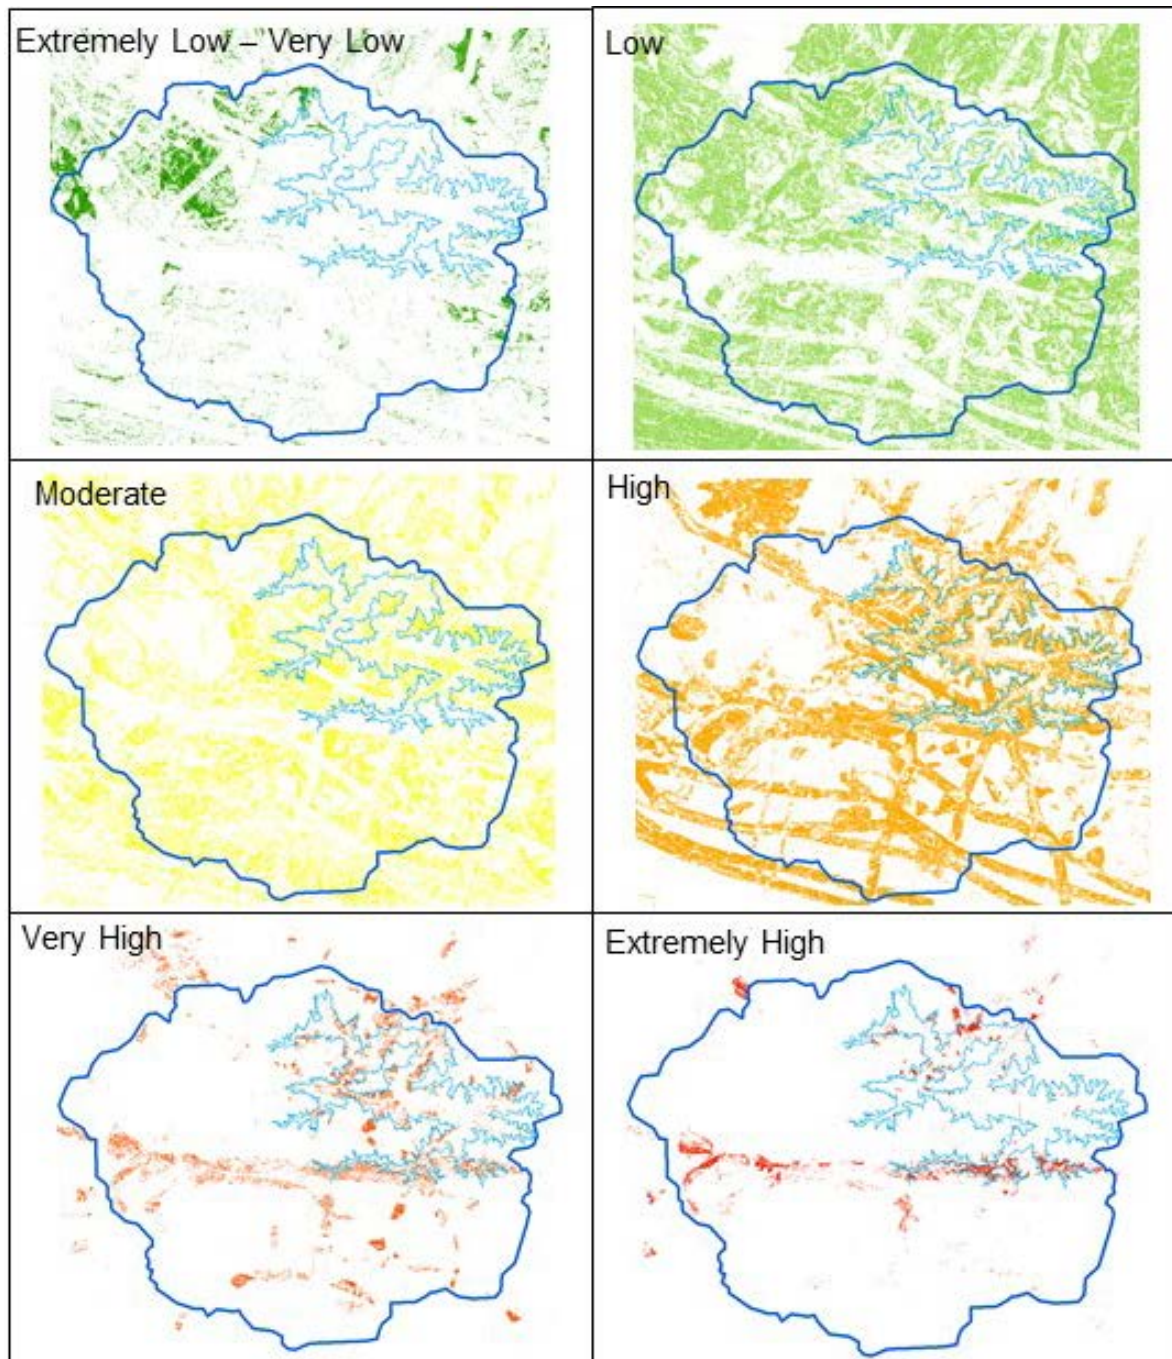 Extremely Low – Very Low
Low
Moderate
High
Very High
Extremely High